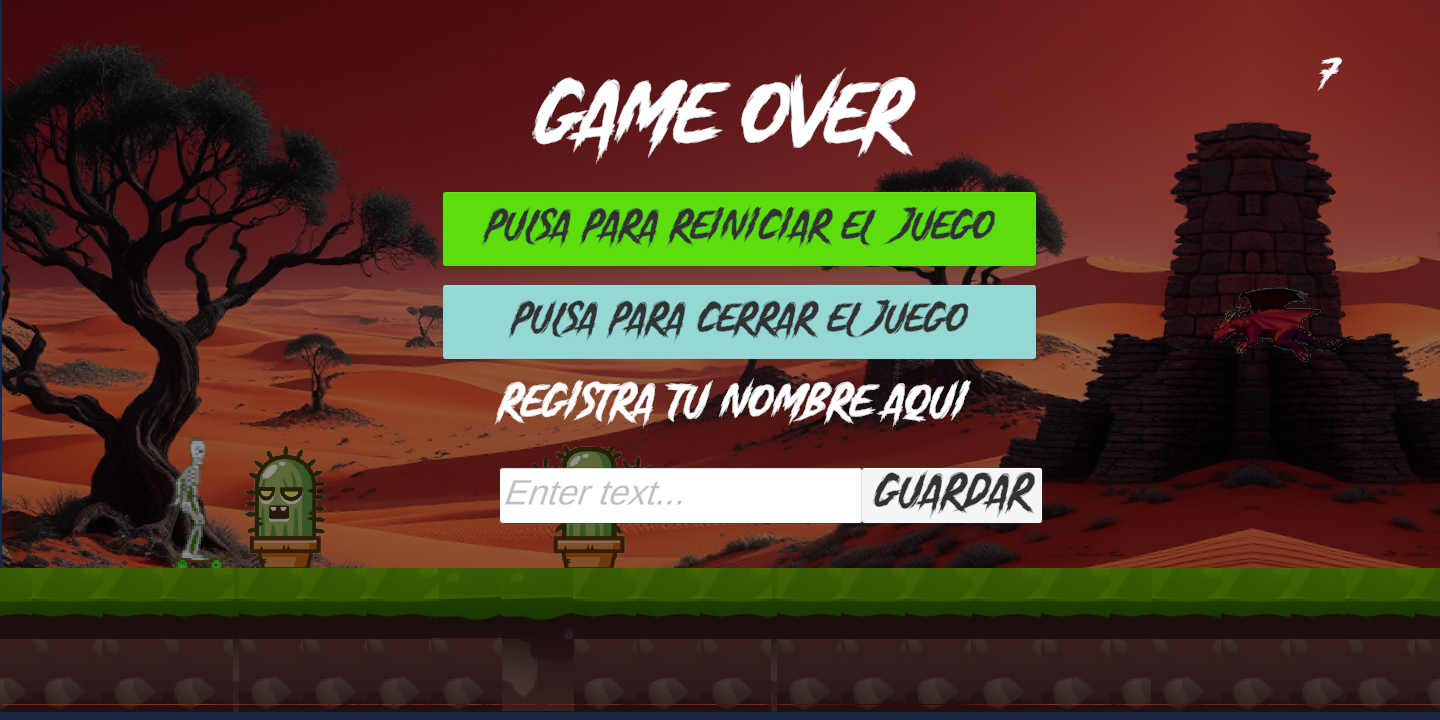 7
GAME OVER
PULSA PARA REINICIAR EL JUEGO
PULSA PARA CERRAR EL JUEGO
REGISTRA TU NOMBRE AQUI
Enter text...
GUARDAR